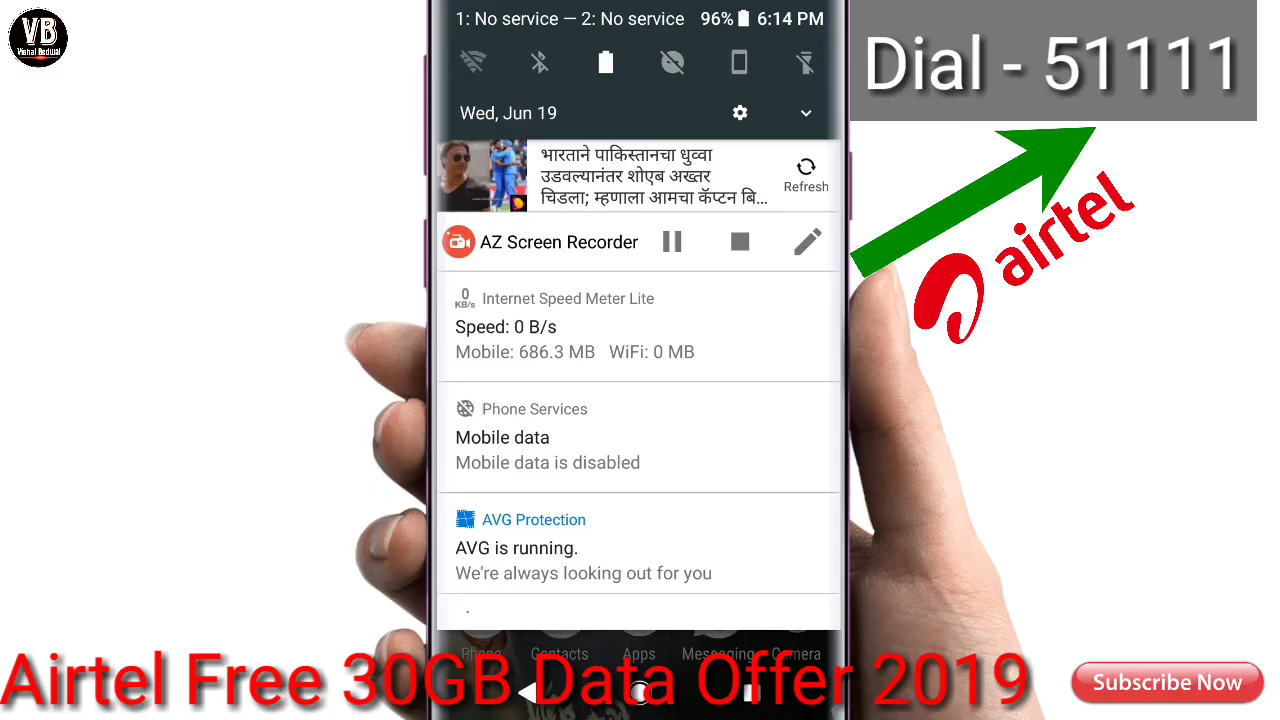 VB
Vishal Bedwal
1: No service — 2: No service 96% 6:14 PM
Dial - 51111
Wed, Jun 19
भारताने पाकिस्तानचा धुव्वा
उडवल्यानंतर शोएब अख्तर
चिडला; म्हणाला आमचा कॅप्टन बि...
Refresh
airtel
AZ Screen Recorder
0
KB/s
Internet Speed Meter Lite
Speed: 0 B/s
Mobile: 686.3 MB WiFi: 0 MB
Phone Services
Mobile data
Mobile data is disabled
AVG Protection
AVG is running.
We're always looking out for you
Phone Contacts Apps Messaging Camera
Airtel Free 30GB Data Offer 2019
Subscribe Now